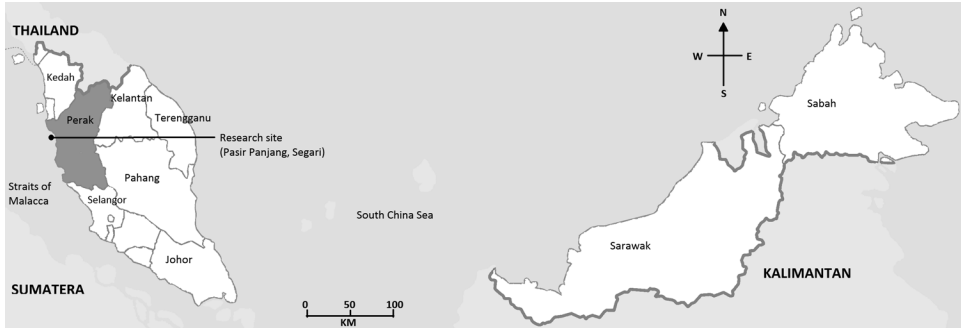 THAILAND
Kedah
Perak
Kelantan
Terengganu
Research site
(Pasir Panjang, Segari)
Pahang
Straits of
Malacca
Selangor
Johor
SUMATERA
South China Sea
0 50 100
KM
N
W E
S
Sabah
Sarawak
KALIMANTAN